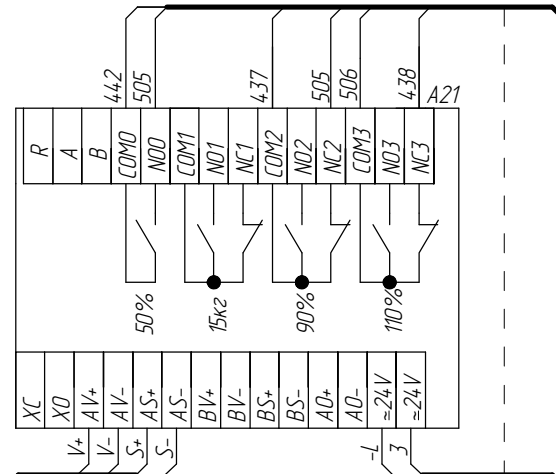 442
505
437
505
506
438
A21
R
A
B
COM0
NO0
COM1
NO1
NC1
COM2
NO2
NC2
COM3
NO3
NC3
50%
15кг
90%
110%
XC
XO
AV+
AV-
AS+
AS-
BV+
BV-
BS+
BS-
AO+
AO-
≃24V
≃24V
V+
V-
S+
S-
-L
3